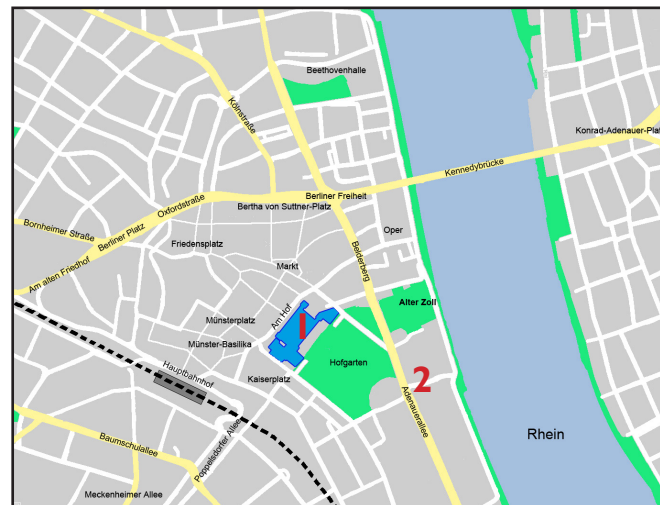 Beethovenhalle
Kölnstraße
Konrad-Adenauer-Platz
Kennedybrücke
Berliner Freiheit
Bertha von Suttner-Platz
Oxfordstraße
Berliner Platz
Bornheimer Straße
Am alten Friedhof
Friedensplatz
Oper
Belderberg
Markt
Alter Zoll
Am Hof
1
Münsterplatz
Münster-Basilika
Hofgarten
Kaiserplatz
2
Adenauerallee
Hauptbahnhof
Poppelsdorfer Allee
Baumschulallee
Meckenheimer Allee
Rhein